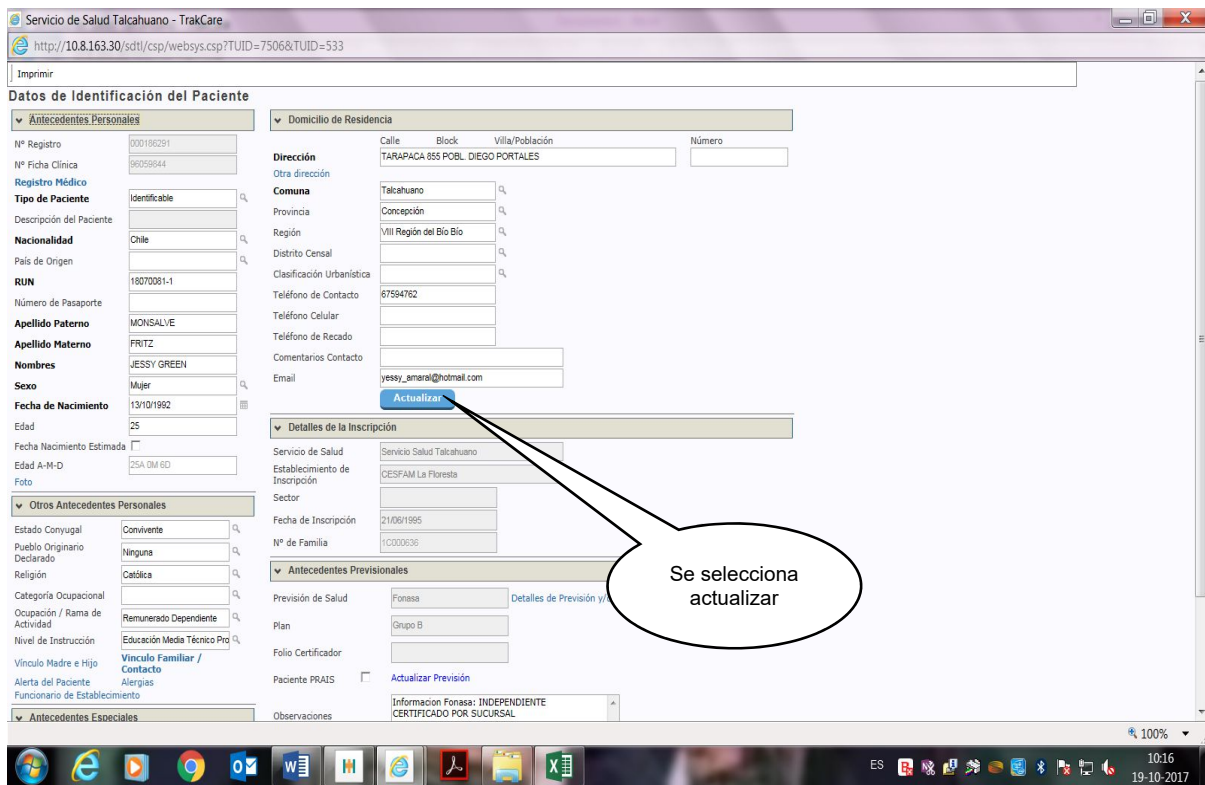 Servicio de Salud Talcahuano - TrakCare
http://10.8.163.30/sdtl/csp/websys.csp?TUID=7506&TUID=533
Imprimir
Datos de Identificación del Paciente
Antecedentes Personales
Nº Registro 000186291
Nº Ficha Clínica 96059844
Registro Médico
Tipo de Paciente Identificable
Descripción del Paciente
Nacionalidad Chile
País de Origen
RUN 18070081-1
Número de Pasaporte
Apellido Paterno MONSALVE
Apellido Materno FRITZ
Nombres JESSY GREEN
Sexo Mujer
Fecha de Nacimiento 13/10/1992
Edad 25
Fecha Nacimiento Estimada
Edad A-M-D 25A 0M 6D
Foto
Otros Antecedentes Personales
Estado Conyugal Convivente
Pueblo Originario
Declarado Ninguna
Religión Católica
Categoría Ocupacional
Ocupación / Rama de
Actividad Remunerado Dependiente
Nivel de Instrucción Educación Media Técnico Pro
Vínculo Madre e Hijo Vinculo Familiar /
Contacto
Alerta del Paciente Alergias
Funcionario de Establecimiento
Antecedentes Especiales
Domicilio de Residencia
Calle Block Villa/Población Número
Dirección TARAPACA 855 POBL. DIEGO PORTALES
Otra dirección
Comuna Talcahuano
Provincia Concepción
Región VIII Región del Bío Bío
Distrito Censal
Clasificación Urbanística
Teléfono de Contacto 67594762
Teléfono Celular
Teléfono de Recado
Comentarios Contacto
Email yessy_amaral@hotmail.com
Actualizar
Detalles de la Inscripción
Servicio de Salud Servicio Salud Talcahuano
Establecimiento de
Inscripción CESFAM La Floresta
Sector
Fecha de Inscripción 21/06/1995
Nº de Familia 1C000636
Antecedentes Previsionales
Previsión de Salud Fonasa Detalles de Previsión y/
Plan Grupo B
Folio Certificador
Paciente PRAIS Actualizar Previsión
Observaciones Informacion Fonasa: INDEPENDIENTE
CERTIFICADO POR SUCURSAL
Se selecciona
actualizar
100%
ES
10:16
19-10-2017